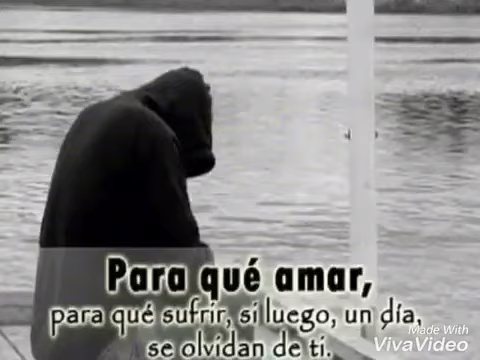 Para qué amar,
para qué sufrir, si luego, un día,
se olvidan de ti.
Made With
VivaVideo